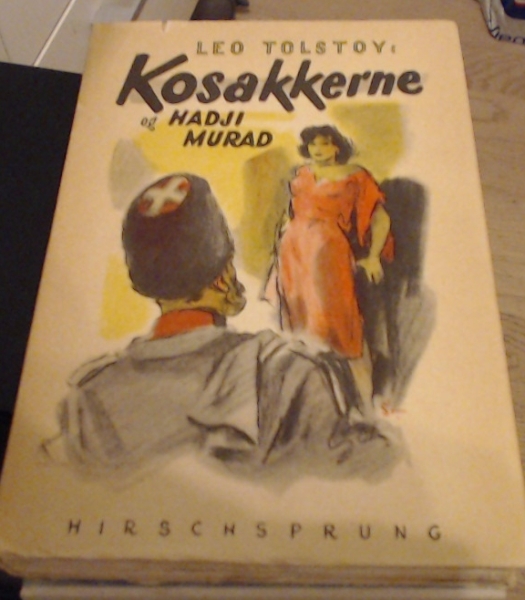 LEO TOLSTOY:
Kosakkerne
og HADJI
MURAD
HIRSCHSPRUNG